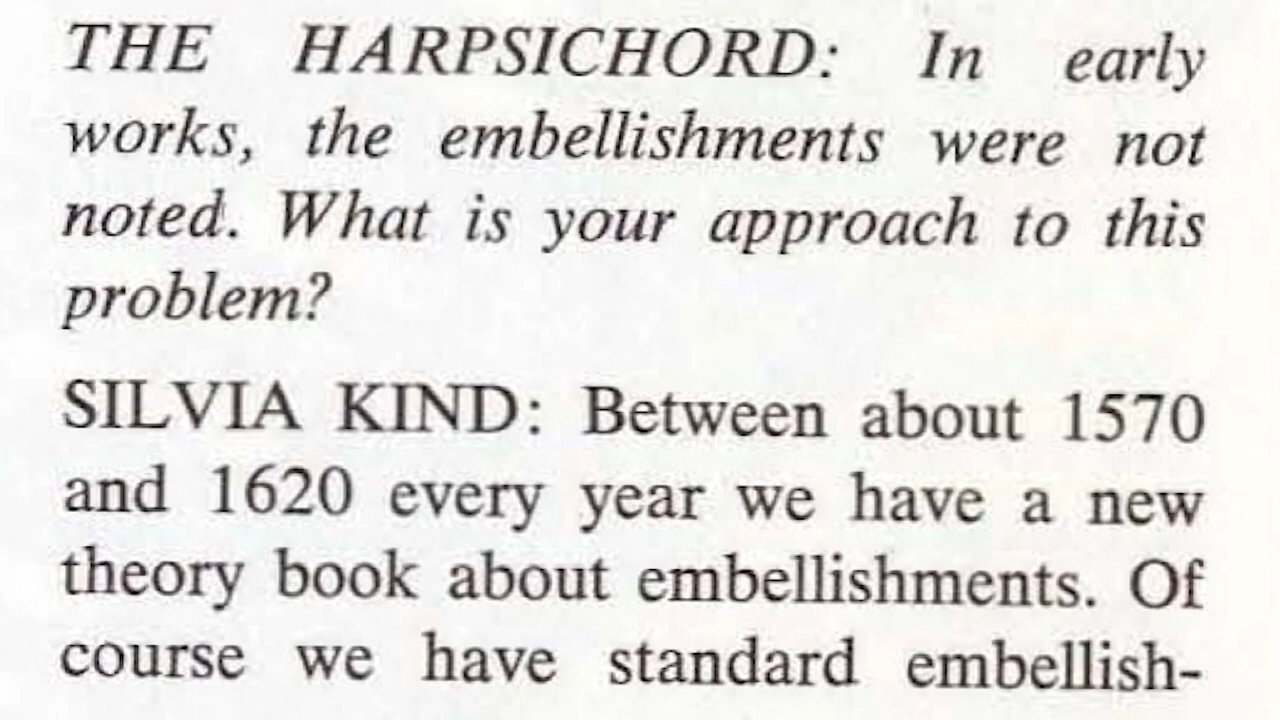 THE HARPSICHORD: In early
works, the embellishments were not
noted. What is your approach to this
problem?
SILVIA KIND: Between about 1570
and 1620 every year we have a new
theory book about embellishments. Of
course we have standard embellish-